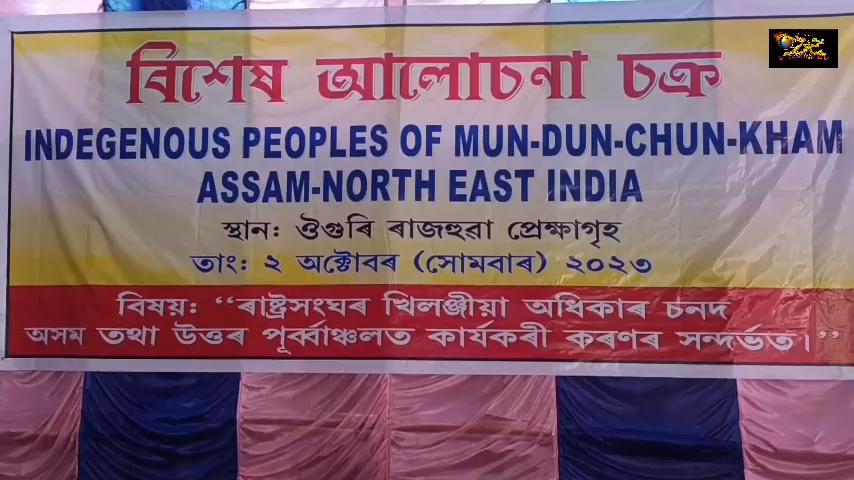 বিশেষ আলোচনা চক্ৰ
INDEGENOUS PEOPLES OF MUN-DUN-CHUN-KHAM
ASSAM-NORTH EAST INDIA
স্থান: ঔগুৰি ৰাজহুৱা প্ৰেক্ষাগৃহ
তাং: ২ অক্টোবৰ (সোমবাৰ) ২০২৩
বিষয়: “ৰাষ্ট্ৰসংঘৰ খিলঞ্জীয়া অধিকাৰ চনদ
অসম তথা উত্তৰ পূৰ্ব্বাঞ্চলত কাৰ্যকৰী কৰণৰ সন্দৰ্ভত।”